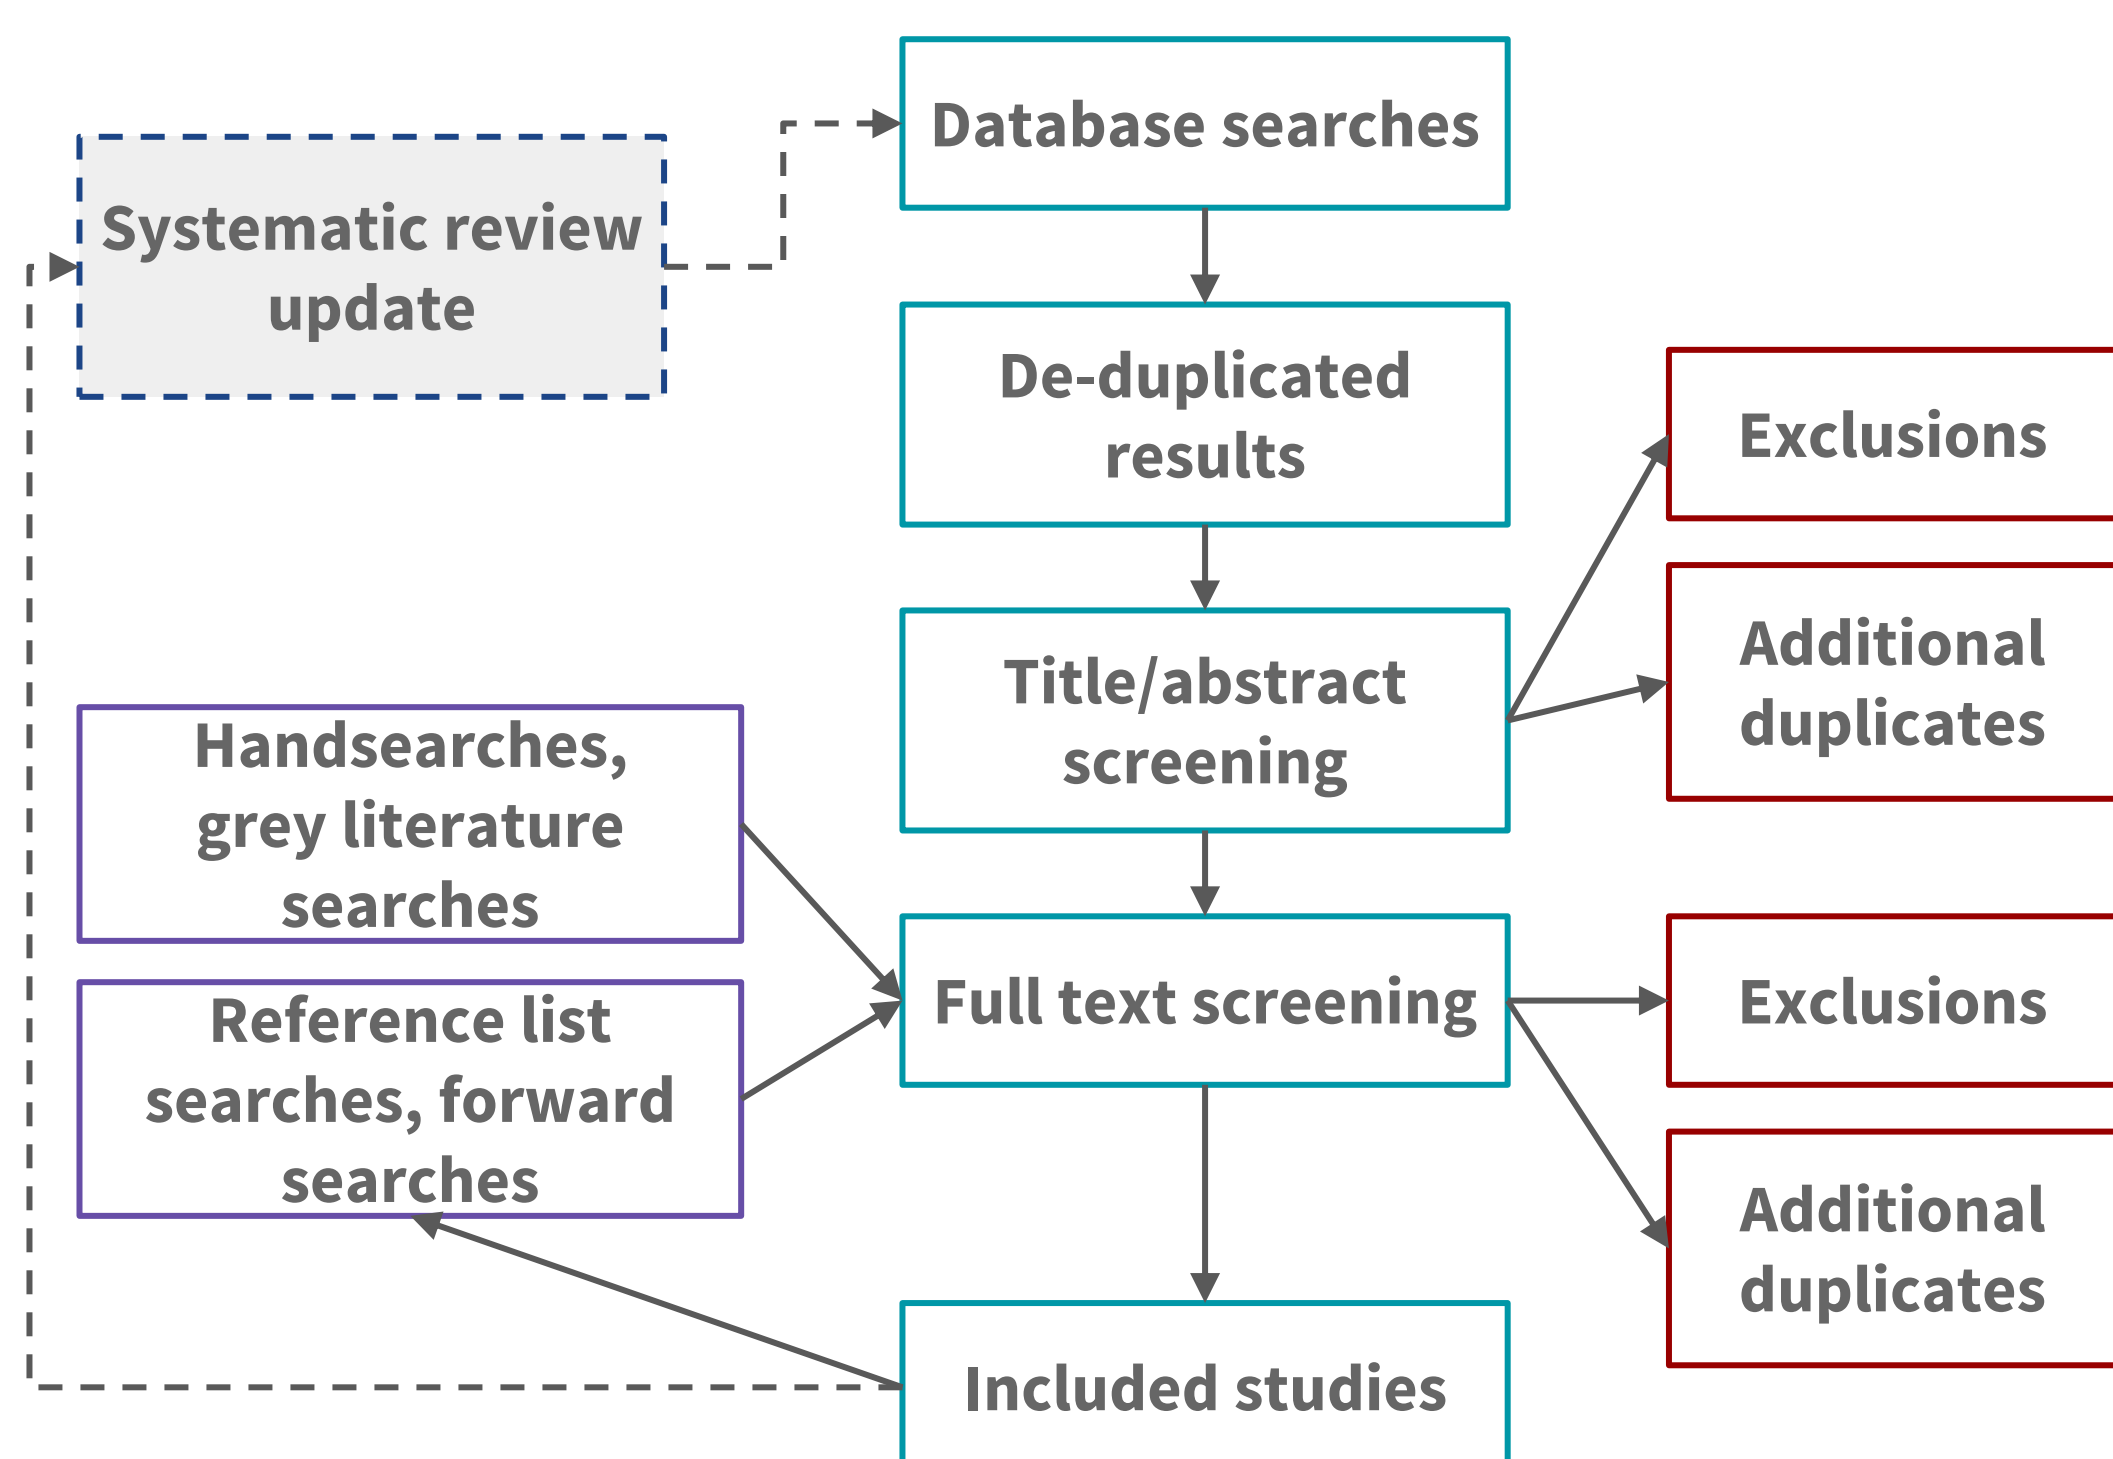 Database searches
Systematic review
update
De-duplicated
results
Exclusions
Additional
duplicates
Title/abstract
screening
Handsearches,
grey literature
searches
Full text screening
Exclusions
Reference list
searches, forward
searches
Additional
duplicates
Included studies